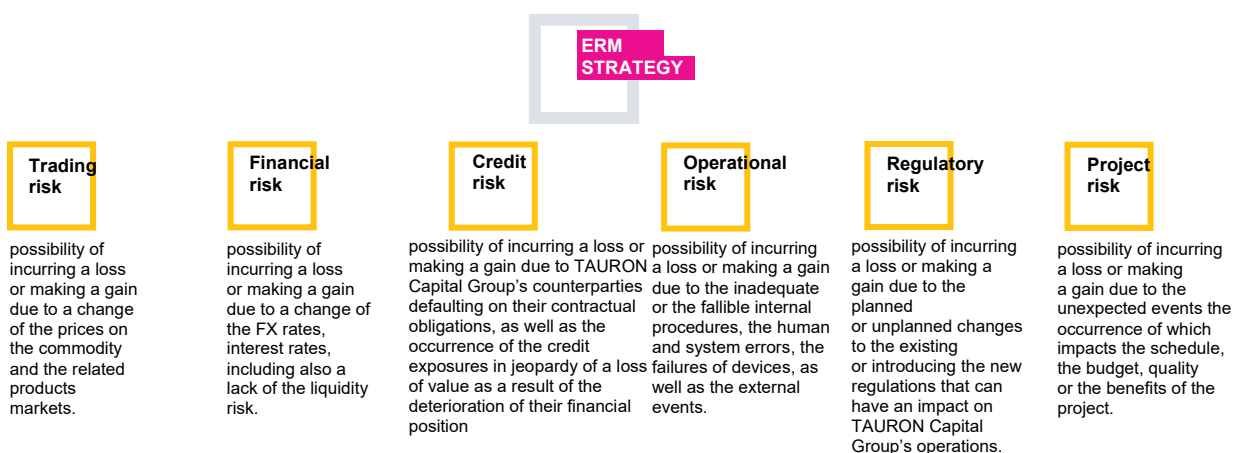 ERM
STRATEGY
Trading
risk
possibility of
incurring a loss
or making a gain
due to a change
of the prices on
the commodity
and the related
products
markets.
Financial
risk
possibility of
incurring a loss
or making a gain
due to a change of
the FX rates,
interest rates,
including also a
lack of the liquidity
risk.
Credit
risk
possibility of incurring a loss or
making a gain due to TAURON
Capital Group's counterparties
defaulting on their contractual
obligations, as well as the
occurrence of the credit
exposures in jeopardy of a loss
of value as a result of the
deterioration of their financial
position
Operational
risk
possibility of incurring
a loss or making a gain
due to the inadequate
or the fallible internal
procedures, the human
and system errors, the
failures of devices, as
well as the external
events.
Regulatory
risk
possibility of incurring
a loss or making a
gain due to the
planned
or unplanned changes
to the existing
or introducing the new
regulations that can
have an impact on
TAURON Capital
Group's operations.
Project
risk
possibility of incurring
a loss or making
a gain due to the
unexpected events the
occurrence of which
impacts the schedule,
the budget, quality
or the benefits of the
project.